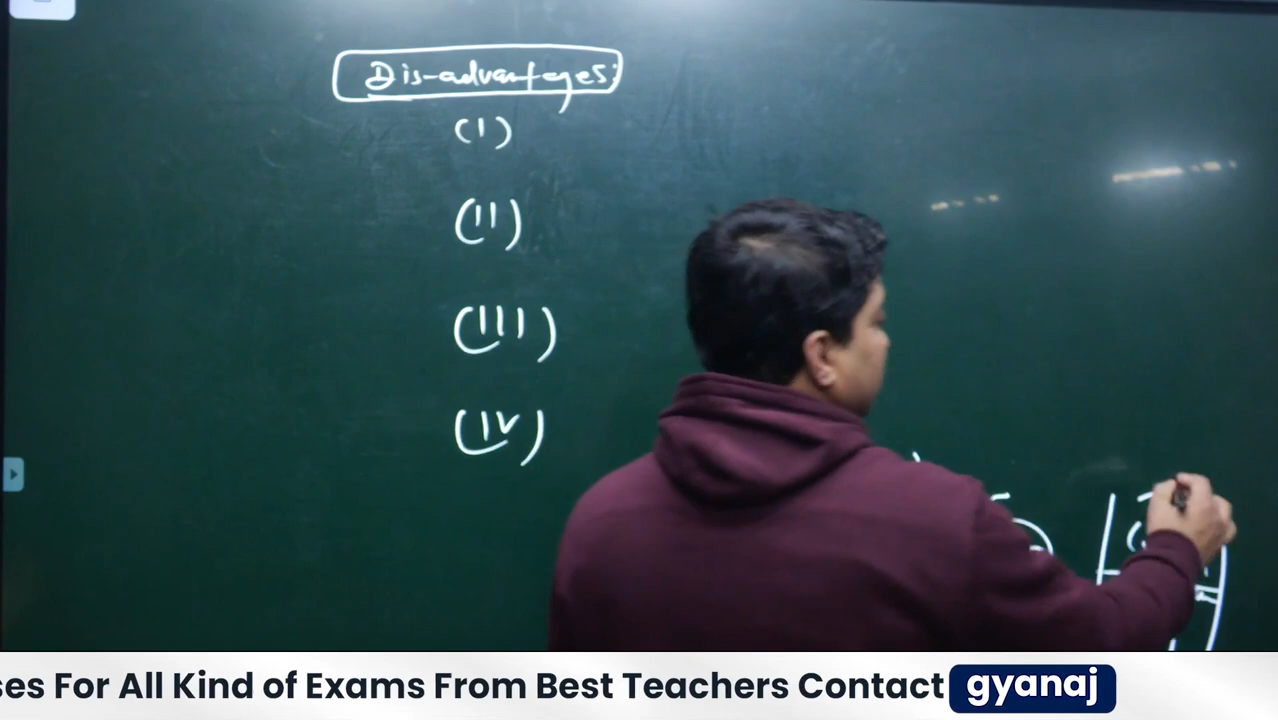 Dis-advantages:
(I)
(II)
(III)
(IV)
ses For All Kind of Exams From Best Teachers Contact gyanaj